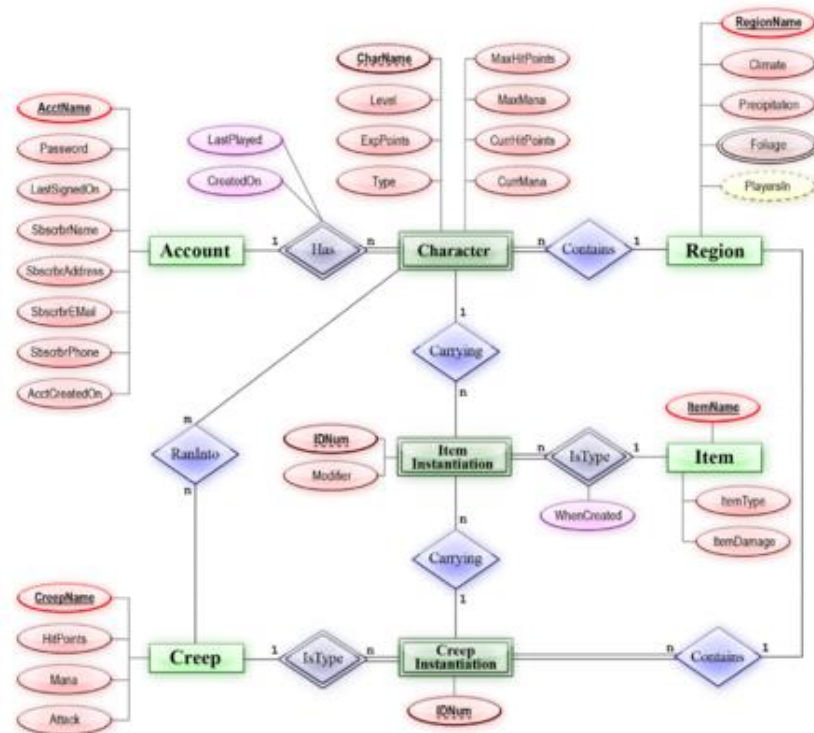 RegionName
CharName
MaxHitPoints
Climate
AcctName
Level
MaxMana
Precipitation
Password
LastPlayed
ExpPoints
CurrHitPoints
Foliage
LastSignedOn
CreatedOn
Type
CurrMana
PlayersIn
SbscrbrName
Account
1
Has
n
Character
n
Contains
1
Region
SbscrbrAddress
SbscrbrEMail
1
SbscrbrPhone
Carrying
AcctCreatedOn
n
n
ItemName
IDNum
RanInto
Item
Instantiation
n
IsType
1
Item
Modifier
n
WhenCreated
ItemType
n
ItemDamage
Carrying
CreepName
1
HitPoints
Creep
1
IsType
n
Creep
Instantiation
n
Contains
1
Mana
Attack
IDNum